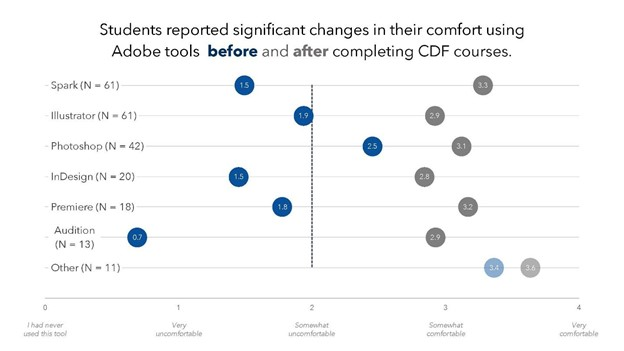 Students reported significant changes in their comfort using
Adobe tools before and after completing CDF courses.
Spark (N = 61) 1.5 3.3
Illustrator (N = 61) 1.9 2.9
Photoshop (N = 42) 2.5 3.1
InDesign (N = 20) 1.5 2.8
Premiere (N = 18) 1.8 3.2
Audition
(N = 13) 0.7 2.9
Other (N = 11) 3.4 3.6
0 1 2 3 4
I had never Very Somewhat Somewhat Very
used this tool uncomfortable uncomfortable comfortable comfortable